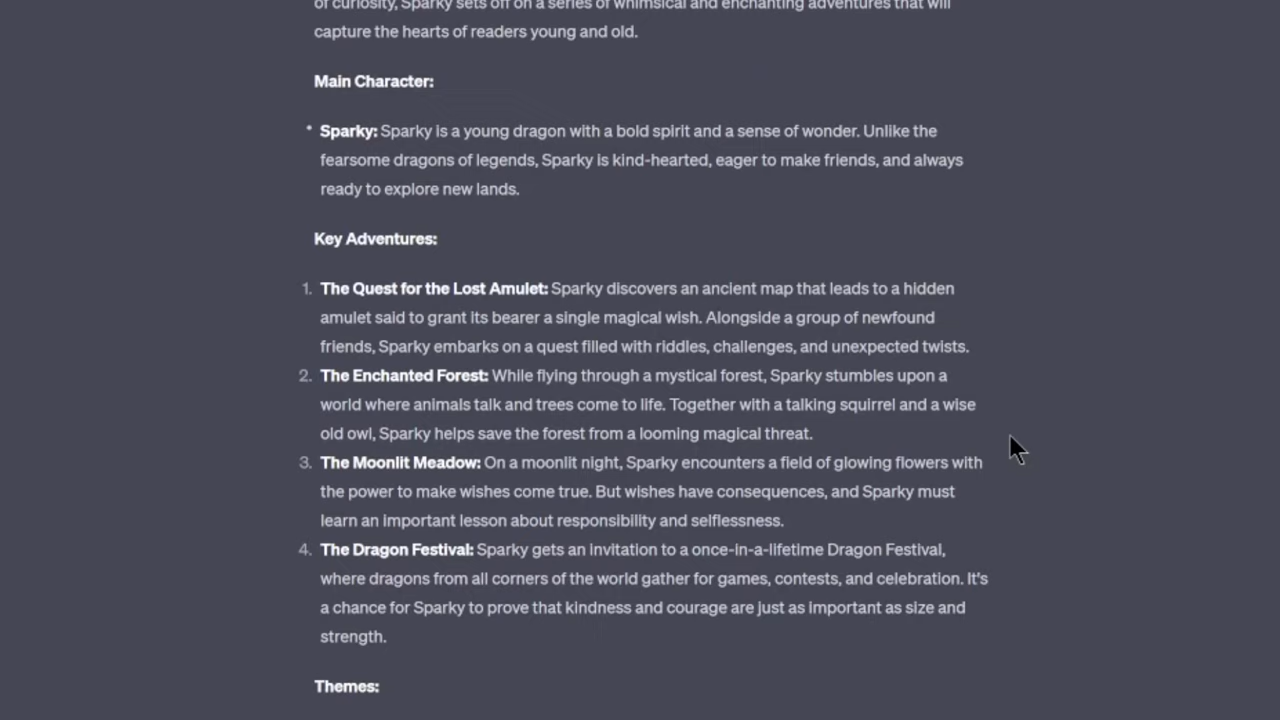 of curiosity, Sparky sets off on a series of whimsical and enchanting adventures that will
capture the hearts of readers young and old.
Main Character:
• Sparky: Sparky is a young dragon with a bold spirit and a sense of wonder. Unlike the
fearsome dragons of legends, Sparky is kind-hearted, eager to make friends, and always
ready to explore new lands.
Key Adventures:
1. The Quest for the Lost Amulet: Sparky discovers an ancient map that leads to a hidden
amulet said to grant its bearer a single magical wish. Alongside a group of newfound
friends, Sparky embarks on a quest filled with riddles, challenges, and unexpected twists.
2. The Enchanted Forest: While flying through a mystical forest, Sparky stumbles upon a
world where animals talk and trees come to life. Together with a talking squirrel and a wise
old owl, Sparky helps save the forest from a looming magical threat.
3. The Moonlit Meadow: On a moonlit night, Sparky encounters a field of glowing flowers with
the power to make wishes come true. But wishes have consequences, and Sparky must
learn an important lesson about responsibility and selflessness.
4. The Dragon Festival: Sparky gets an invitation to a once-in-a-lifetime Dragon Festival,
where dragons from all corners of the world gather for games, contests, and celebration. It's
a chance for Sparky to prove that kindness and courage are just as important as size and
strength.
Themes: